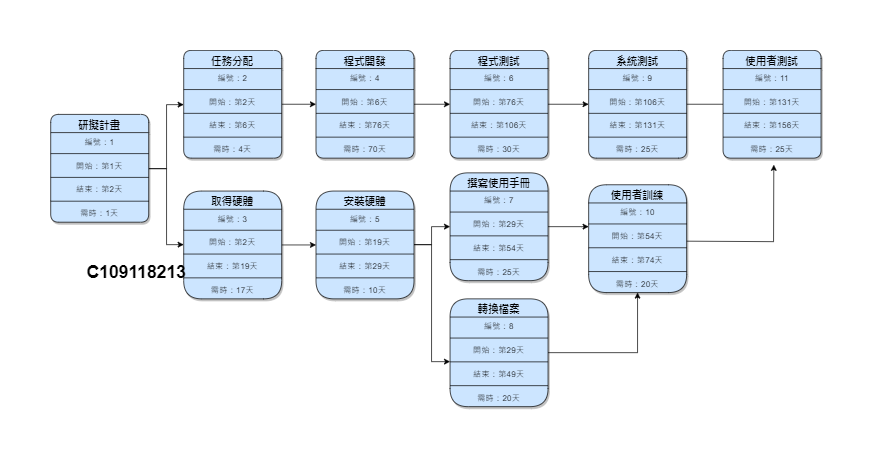 研擬計畫
編號：1
開始：第1天
結束：第2天
需時：1天
任務分配
編號：2
開始：第2天
結束：第6天
需時：4天
程式開發
編號：4
開始：第6天
結束：第76天
需時：70天
程式測試
編號：6
開始：第76天
結束：第106天
需時：30天
系統測試
編號：9
開始：第106天
結束：第131天
需時：25天
使用者測試
編號：11
開始：第131天
結束：第156天
需時：25天
取得硬體
編號：3
開始：第2天
結束：第19天
需時：17天
安裝硬體
編號：5
開始：第19天
結束：第29天
需時：10天
撰寫使用手冊
編號：7
開始：第29天
結束：第54天
需時：25天
使用者訓練
編號：10
開始：第54天
結束：第74天
需時：20天
轉換檔案
編號：8
開始：第29天
結束：第49天
需時：20天
C109118213